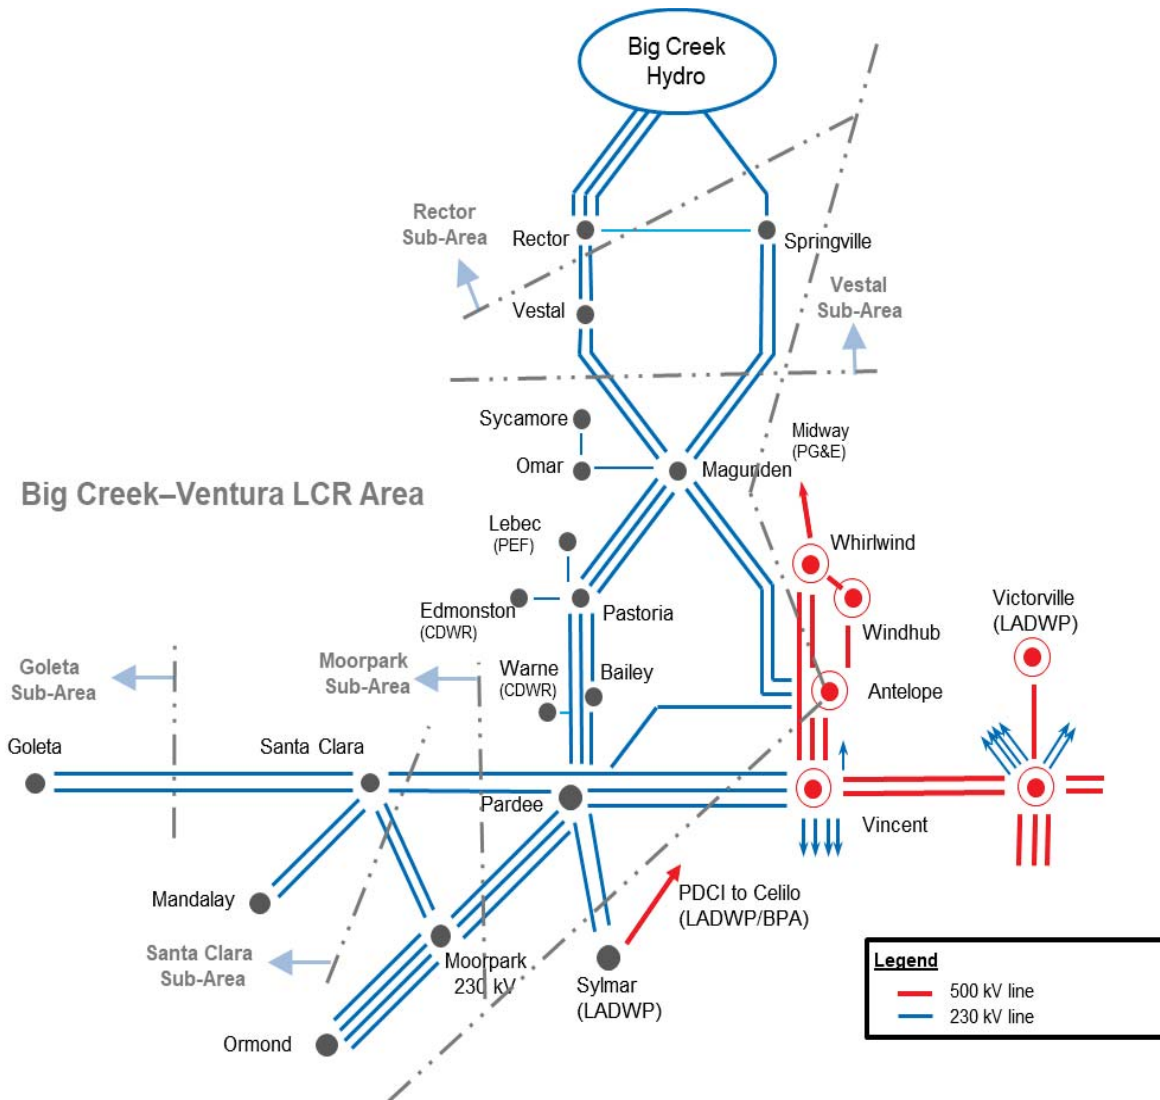 Big Creek
Hydro
Rector
Sub-Area
Rector
Springville
Vestal
Sub-Area
Vestal
Sycamore
Omar
Magunden
Midway
(PG&E)
Big Creek–Ventura LCR Area
Lebec
(PEF)
Whirlwind
Edmonston
(CDWR)
Pastoria
Windhub
Victorville
(LADWP)
Goleta
Sub-Area
Moorpark
Sub-Area
Warne
(CDWR)
Bailey
Antelope
Goleta
Santa Clara
Pardee
Vincent
Mandalay
PDCI to Celilo
(LADWP/BPA)
Santa Clara
Sub-Area
Moorpark
230 kV
Sylmar
(LADWP)
Ormond
Legend
500 kV line
230 kV line